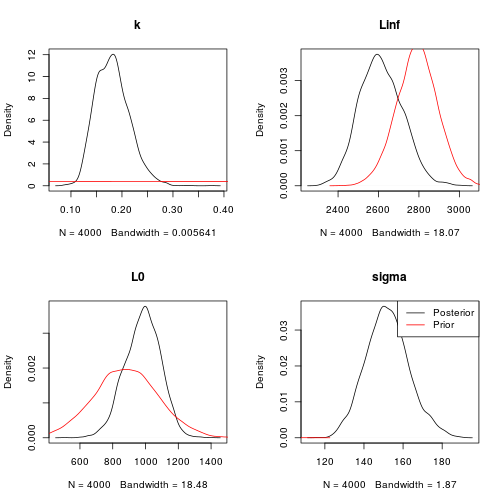 k
Density
0 2 4 6 8 10 12
0.10 0.20 0.30 0.40
N = 4000 Bandwidth = 0.005641
Linf
Density
0.000 0.001 0.002 0.003
2400 2600 2800 3000
N = 4000 Bandwidth = 18.07
L0
Density
0.000 0.002
600 800 1000 1200 1400
N = 4000 Bandwidth = 18.48
sigma
Density
0.00 0.01 0.02 0.03
120 140 160 180
N = 4000 Bandwidth = 1.87
Posterior
Prior